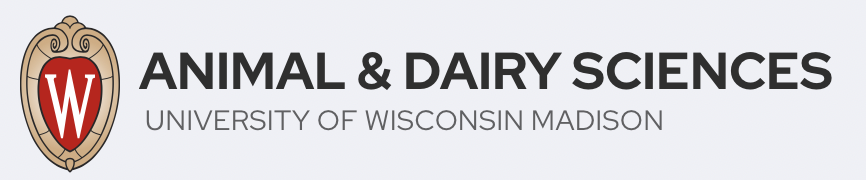 W
ANIMAL & DAIRY SCIENCES
UNIVERSITY OF WISCONSIN MADISON